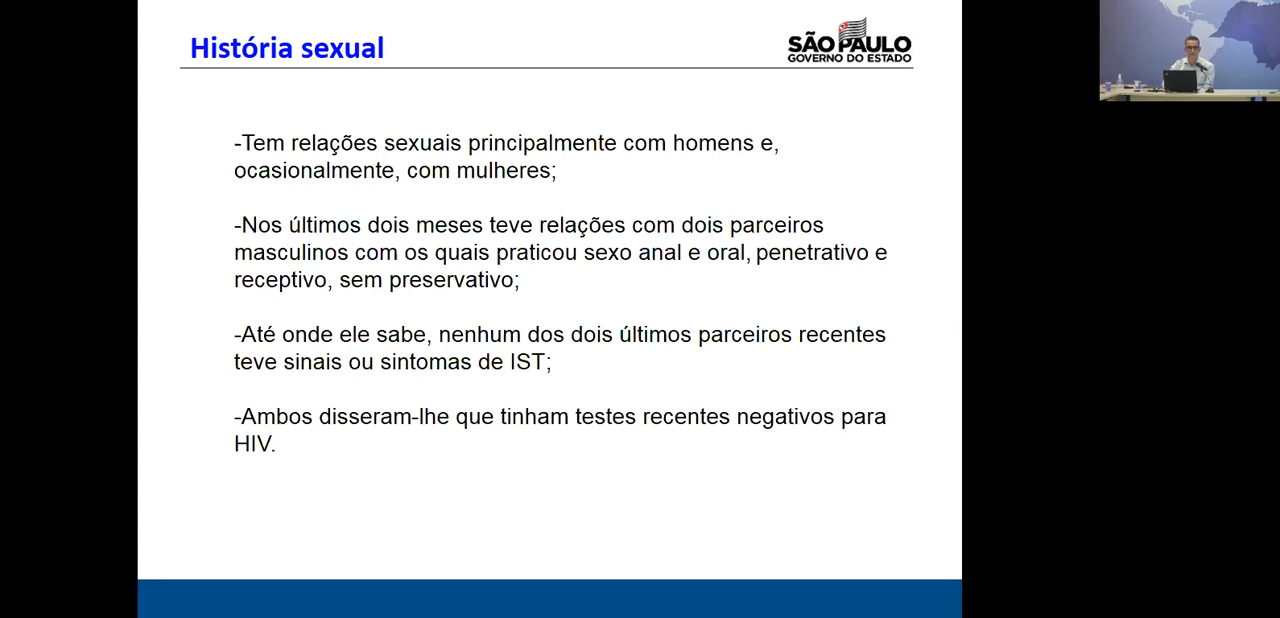 História sexual
SÃO PAULO
GOVERNO DO ESTADO
-Tem relações sexuais principalmente com homens e,
ocasionalmente, com mulheres;
-Nos últimos dois meses teve relações com dois parceiros
masculinos com os quais praticou sexo anal e oral, penetrativo e
receptivo, sem preservativo;
-Até onde ele sabe, nenhum dos dois últimos parceiros recentes
teve sinais ou sintomas de IST;
-Ambos disseram-lhe que tinham testes recentes negativos para
HIV.